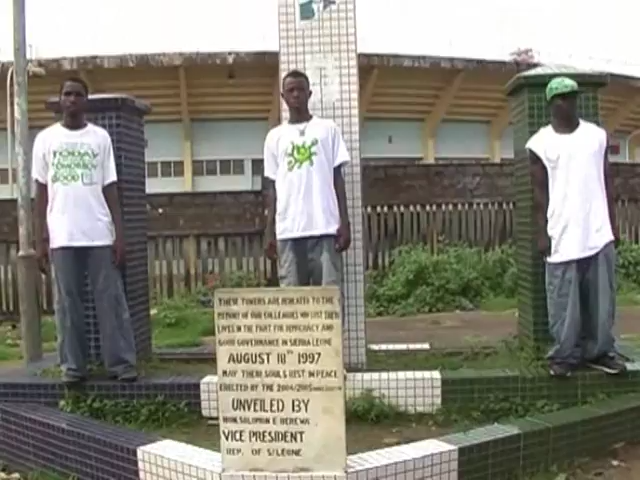 THESE TOWERS ARE DEDICATED TO THE
MEMORY OF OUR COLLEAGUES WHO LOST THEIR
LIVES IN THE FIGHT FOR DEMOCRACY AND
GOOD GOVERNANCE IN SIERRA LEONE
AUGUST 18TH 1997
MAY THEIR SOULS REST IN PEACE
ERECTED BY THE 2004/2005
UNVEILED BY
HON. SOLOMON E BEREWA
VICE PRESIDENT
REP. OF S/LEONE